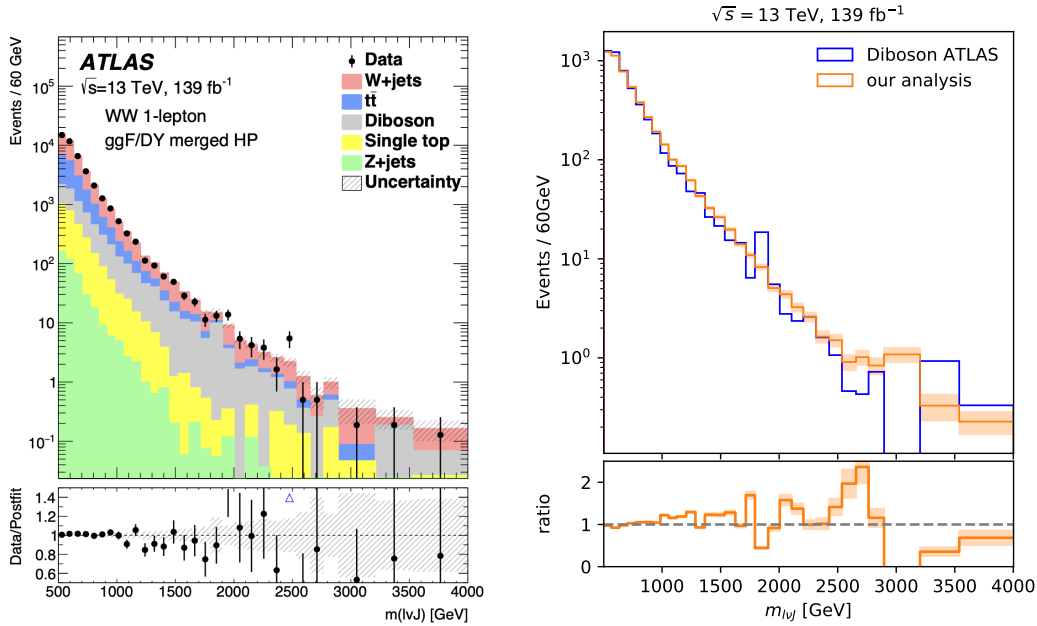 ATLAS
√s=13 TeV, 139 fb⁻¹
WW 1-lepton
ggF/DY merged HP
Data
W+jets
tt̄
Diboson
Single top
Z+jets
Uncertainty
Events / 60 GeV
10⁵
10⁴
10³
10²
10
1
10⁻¹
Data/Postfit
1.4
1.2
1.0
0.8
0.6
500 1000 1500 2000 2500 3000 3500 4000
m(lνJ) [GeV]
√s = 13 TeV, 139 fb⁻¹
Diboson ATLAS
our analysis
Events / 60GeV
10³
10²
10¹
10⁰
ratio
2
1
0
1000 1500 2000 2500 3000 3500 4000
m_lνJ [GeV]